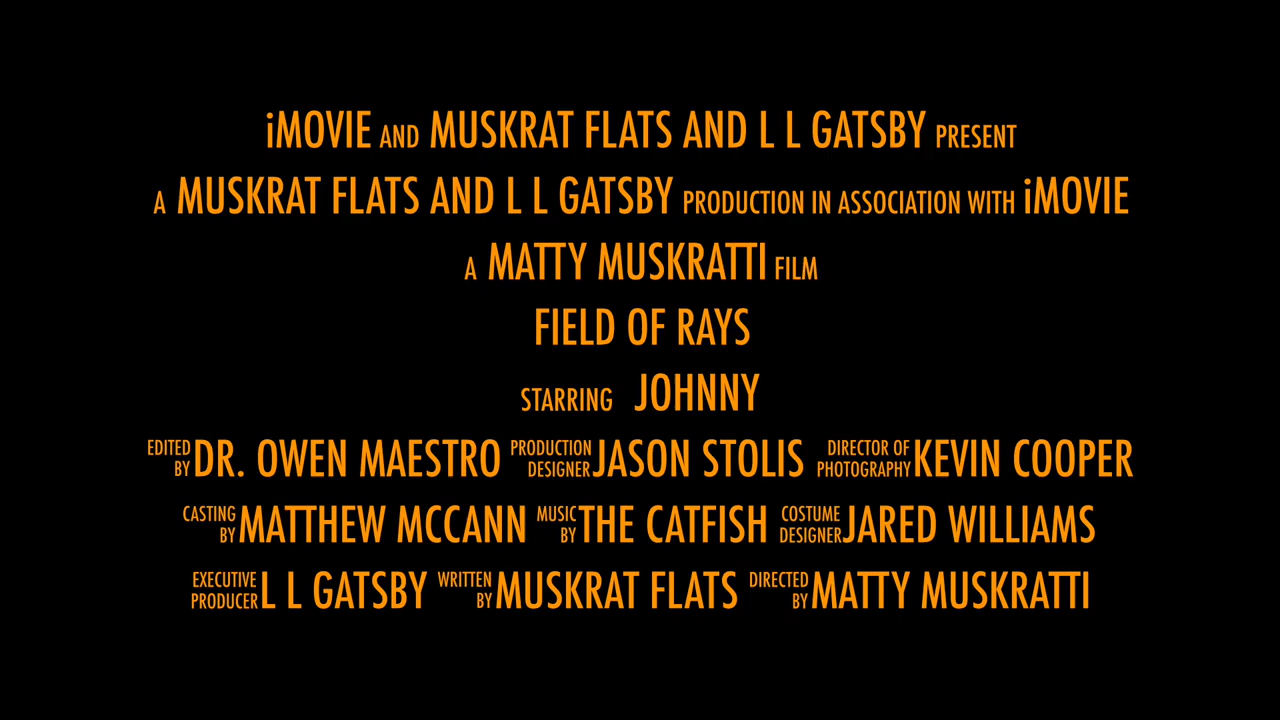 iMOVIE AND MUSKRAT FLATS AND L L GATSBY PRESENT
A MUSKRAT FLATS AND L L GATSBY PRODUCTION IN ASSOCIATION WITH iMOVIE
A MATTY MUSKRATTI FILM
FIELD OF RAYS
STARRING JOHNNY
EDITED BY DR. OWEN MAESTRO PRODUCTION DESIGNER JASON STOLIS DIRECTOR OF PHOTOGRAPHY KEVIN COOPER
CASTING BY MATTHEW MCCANN MUSIC BY THE CATFISH COSTUME DESIGNER JARED WILLIAMS
EXECUTIVE PRODUCER L L GATSBY WRITTEN BY MUSKRAT FLATS DIRECTED BY MATTY MUSKRATTI